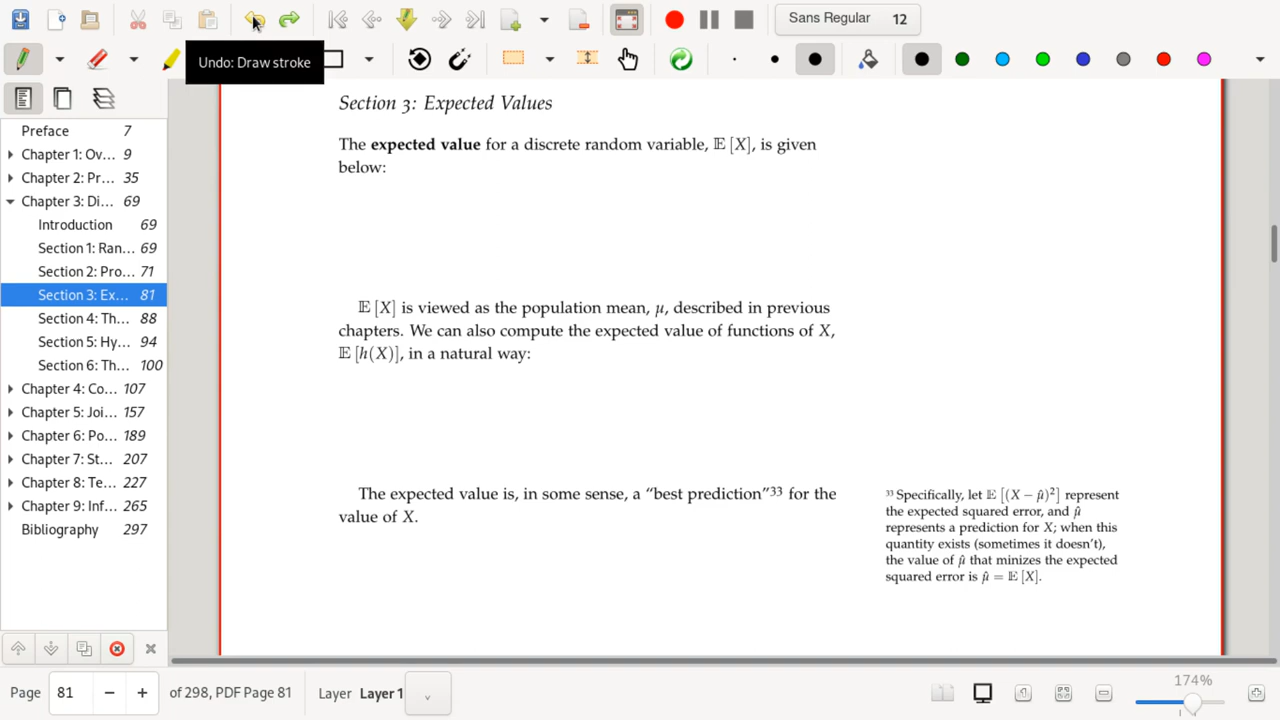 Sans Regular 12
Undo: Draw stroke
Preface 7
Chapter 1: Ov... 9
Chapter 2: Pr... 35
Chapter 3: Di... 69
Introduction 69
Section 1: Ran... 69
Section 2: Pro... 71
Section 3: Ex... 81
Section 4: Th... 88
Section 5: Hy... 94
Section 6: Th... 100
Chapter 4: Co... 107
Chapter 5: Joi... 157
Chapter 6: Po... 189
Chapter 7: St... 207
Chapter 8: Te... 227
Chapter 9: Inf... 265
Bibliography 297
Section 3: Expected Values
The expected value for a discrete random variable, 𝔼 [X], is given
below:
𝔼 [X] is viewed as the population mean, μ, described in previous
chapters. We can also compute the expected value of functions of X,
𝔼 [h(X)], in a natural way:
The expected value is, in some sense, a “best prediction”³³ for the
value of X.
³³ Specifically, let 𝔼 [(X − μ̂)²] represent
the expected squared error, and μ̂
represents a prediction for X; when this
quantity exists (sometimes it doesn’t),
the value of μ̂ that minizes the expected
squared error is μ̂ = 𝔼 [X].
Page 81 of 298, PDF Page 81 Layer Layer 1 174%